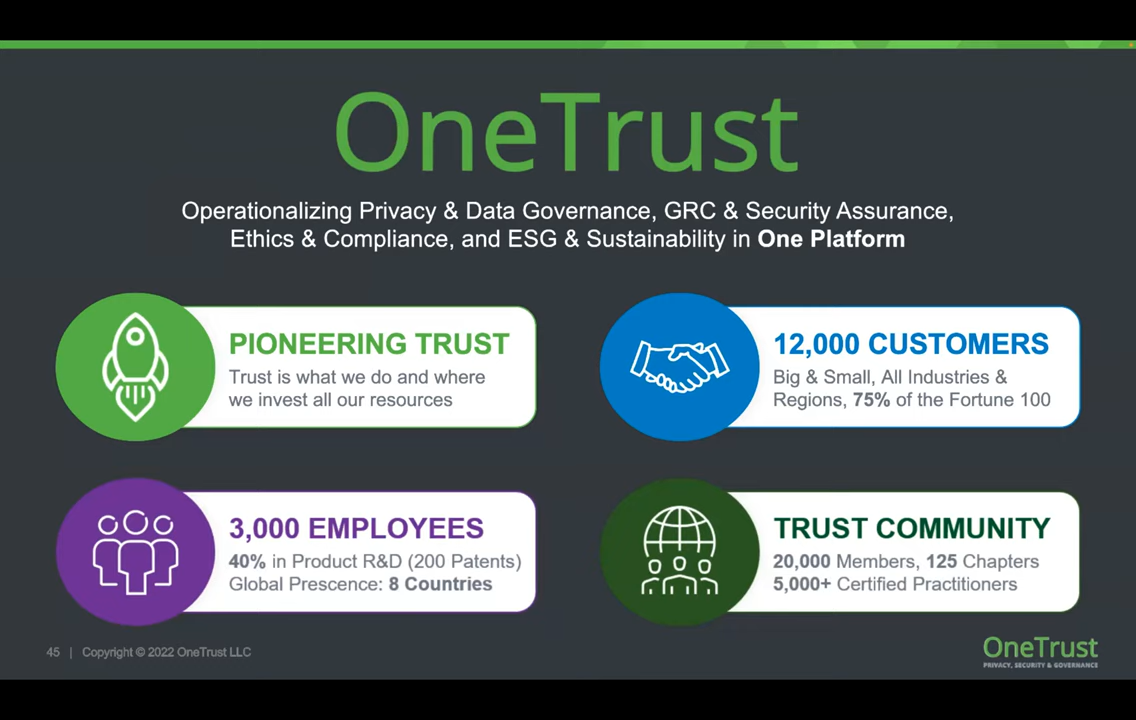 OneTrust
Operationalizing Privacy & Data Governance, GRC & Security Assurance,
Ethics & Compliance, and ESG & Sustainability in One Platform
PIONEERING TRUST
Trust is what we do and where
we invest all our resources
12,000 CUSTOMERS
Big & Small, All Industries &
Regions, 75% of the Fortune 100
3,000 EMPLOYEES
40% in Product R&D (200 Patents)
Global Prescence: 8 Countries
TRUST COMMUNITY
20,000 Members, 125 Chapters
5,000+ Certified Practitioners
45 | Copyright © 2022 OneTrust LLC
OneTrust
PRIVACY, SECURITY & GOVERNANCE